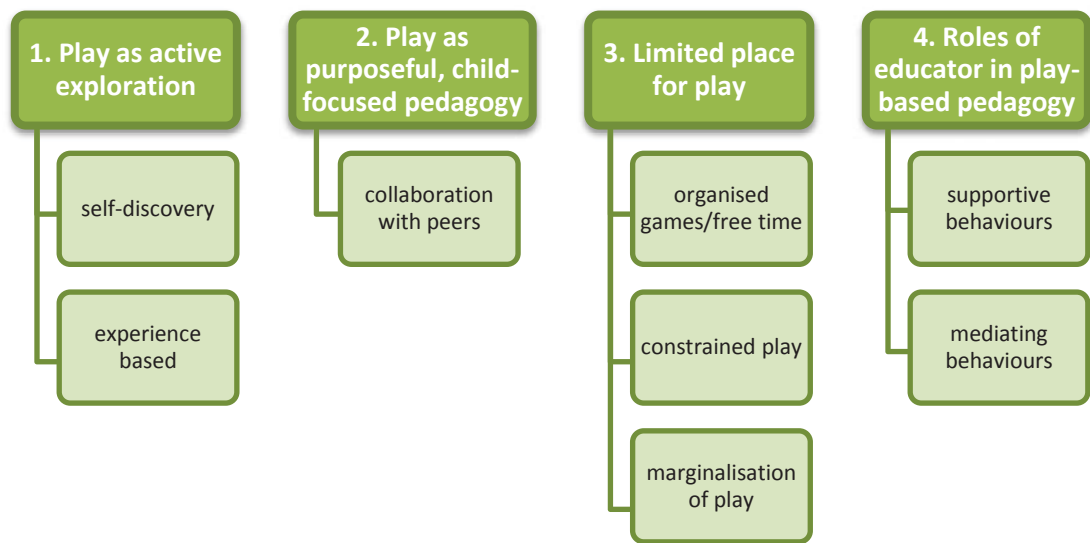 1. Play as active
exploration
self-discovery
experience
based
2. Play as
purposeful, child-
focused pedagogy
collaboration
with peers
3. Limited place
for play
organised
games/free time
constrained play
marginalisation
of play
4. Roles of
educator in play-
based pedagogy
supportive
behaviours
mediating
behaviours